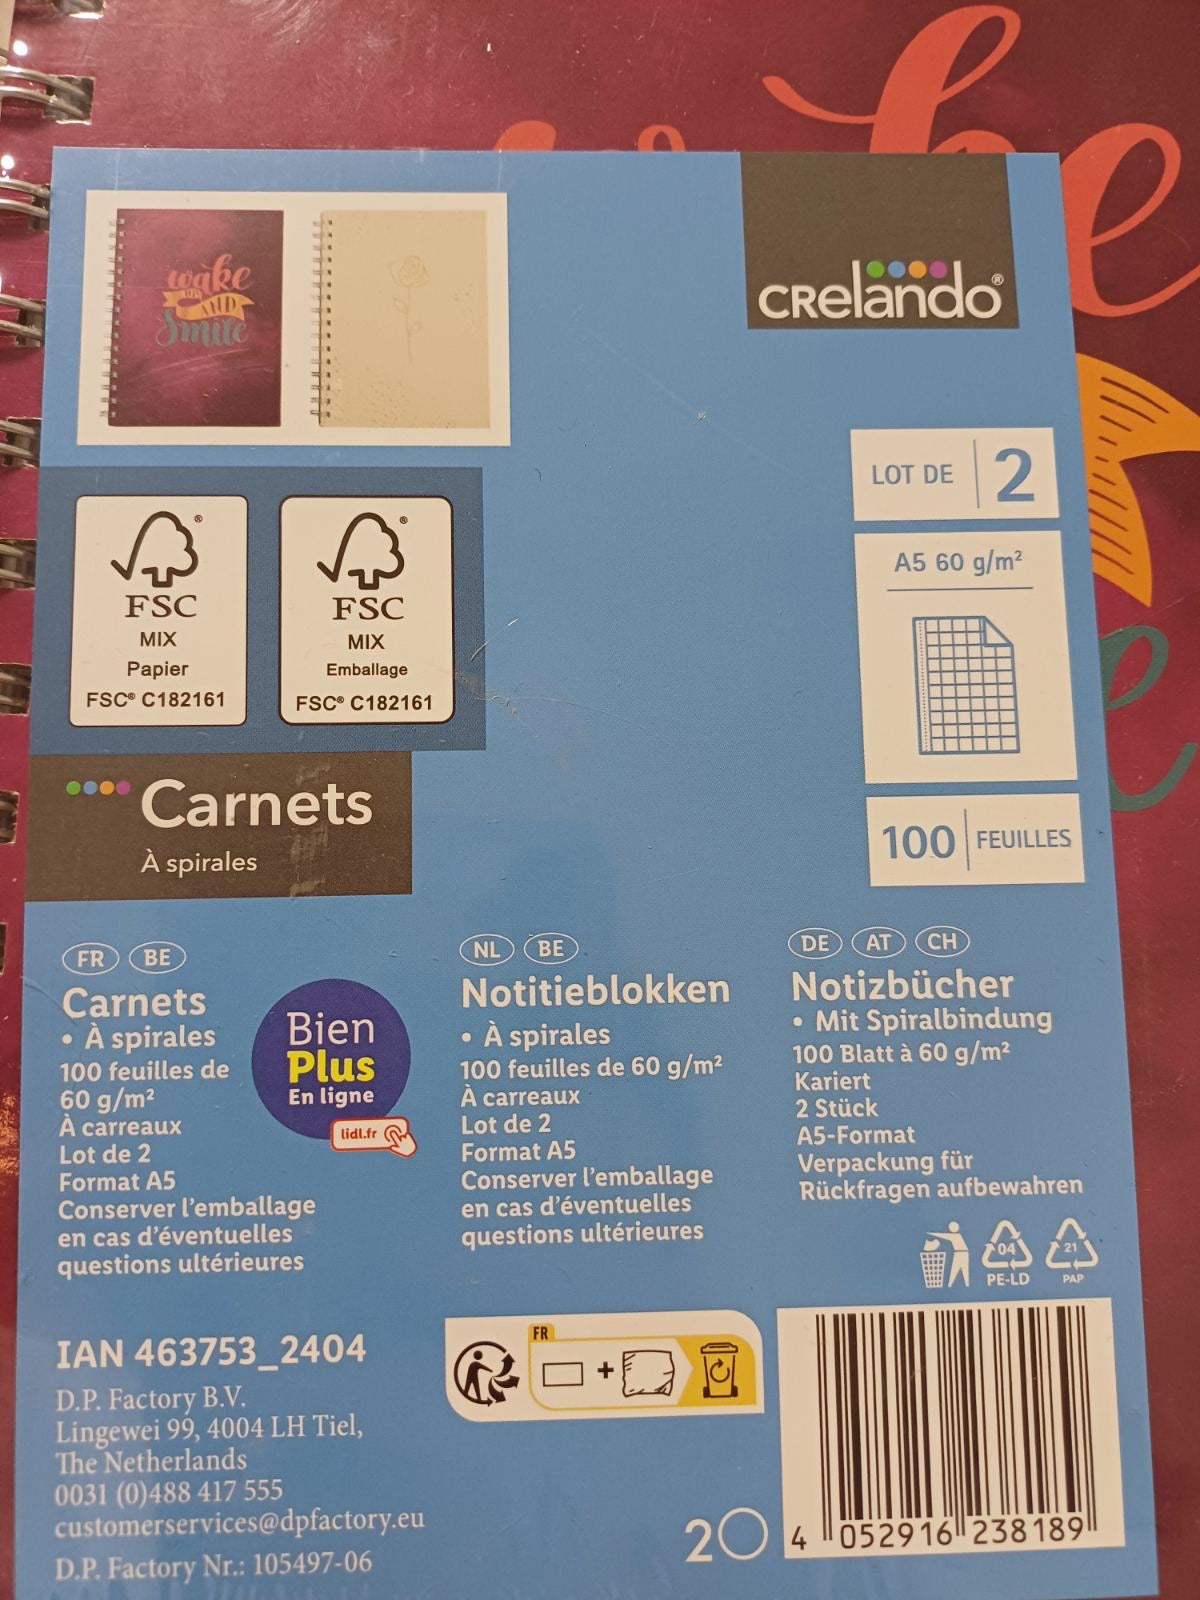 be
wake
AND
Smile
CRelando®
LOT DE 2
A5 60 g/m²
100 FEUILLES
FSC®
MIX
Papier
FSC® C182161
FSC®
MIX
Emballage
FSC® C182161
Carnets
À spirales
FR BE
Carnets
• À spirales
100 feuilles de
60 g/m²
À carreaux
Lot de 2
Format A5
Conserver l'emballage
en cas d'éventuelles
questions ultérieures
Bien
Plus
En ligne
lidl.fr
NL BE
Notitieblokken
• À spirales
100 feuilles de 60 g/m²
À carreaux
Lot de 2
Format A5
Conserver l'emballage
en cas d'éventuelles
questions ultérieures
DE AT CH
Notizbücher
• Mit Spiralbindung
100 Blatt à 60 g/m²
Kariert
2 Stück
A5-Format
Verpackung für
Rückfragen aufbewahren
04
PE-LD
21
PAP
IAN 463753_2404
D.P. Factory B.V.
Lingewei 99, 4004 LH Tiel,
The Netherlands
0031 (0)488 417 555
customerservices@dpfactory.eu
D.P. Factory Nr.: 105497-06
FR
+
2
4 052916 238189